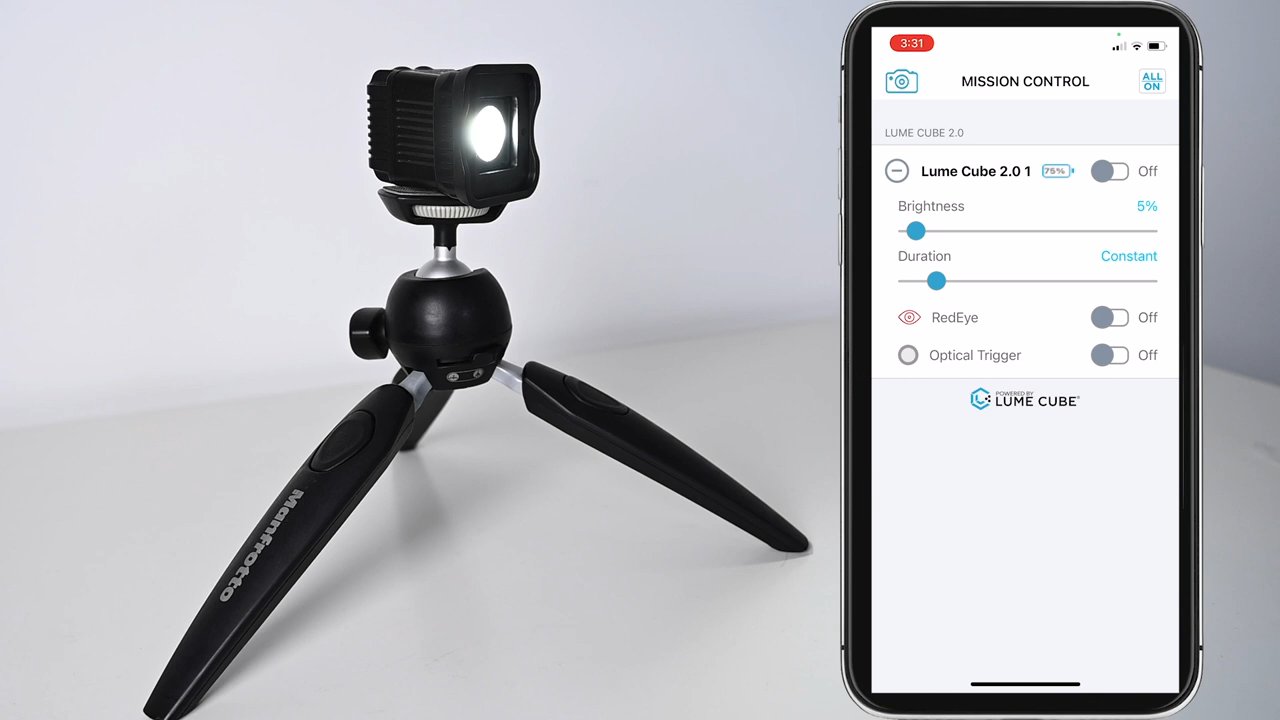 Manfrotto
3:31
MISSION CONTROL
ALL
ON
LUME CUBE 2.0
Lume Cube 2.0 1 75% Off
Brightness 5%
Duration Constant
RedEye Off
Optical Trigger Off
POWERED BY
LUME CUBE®